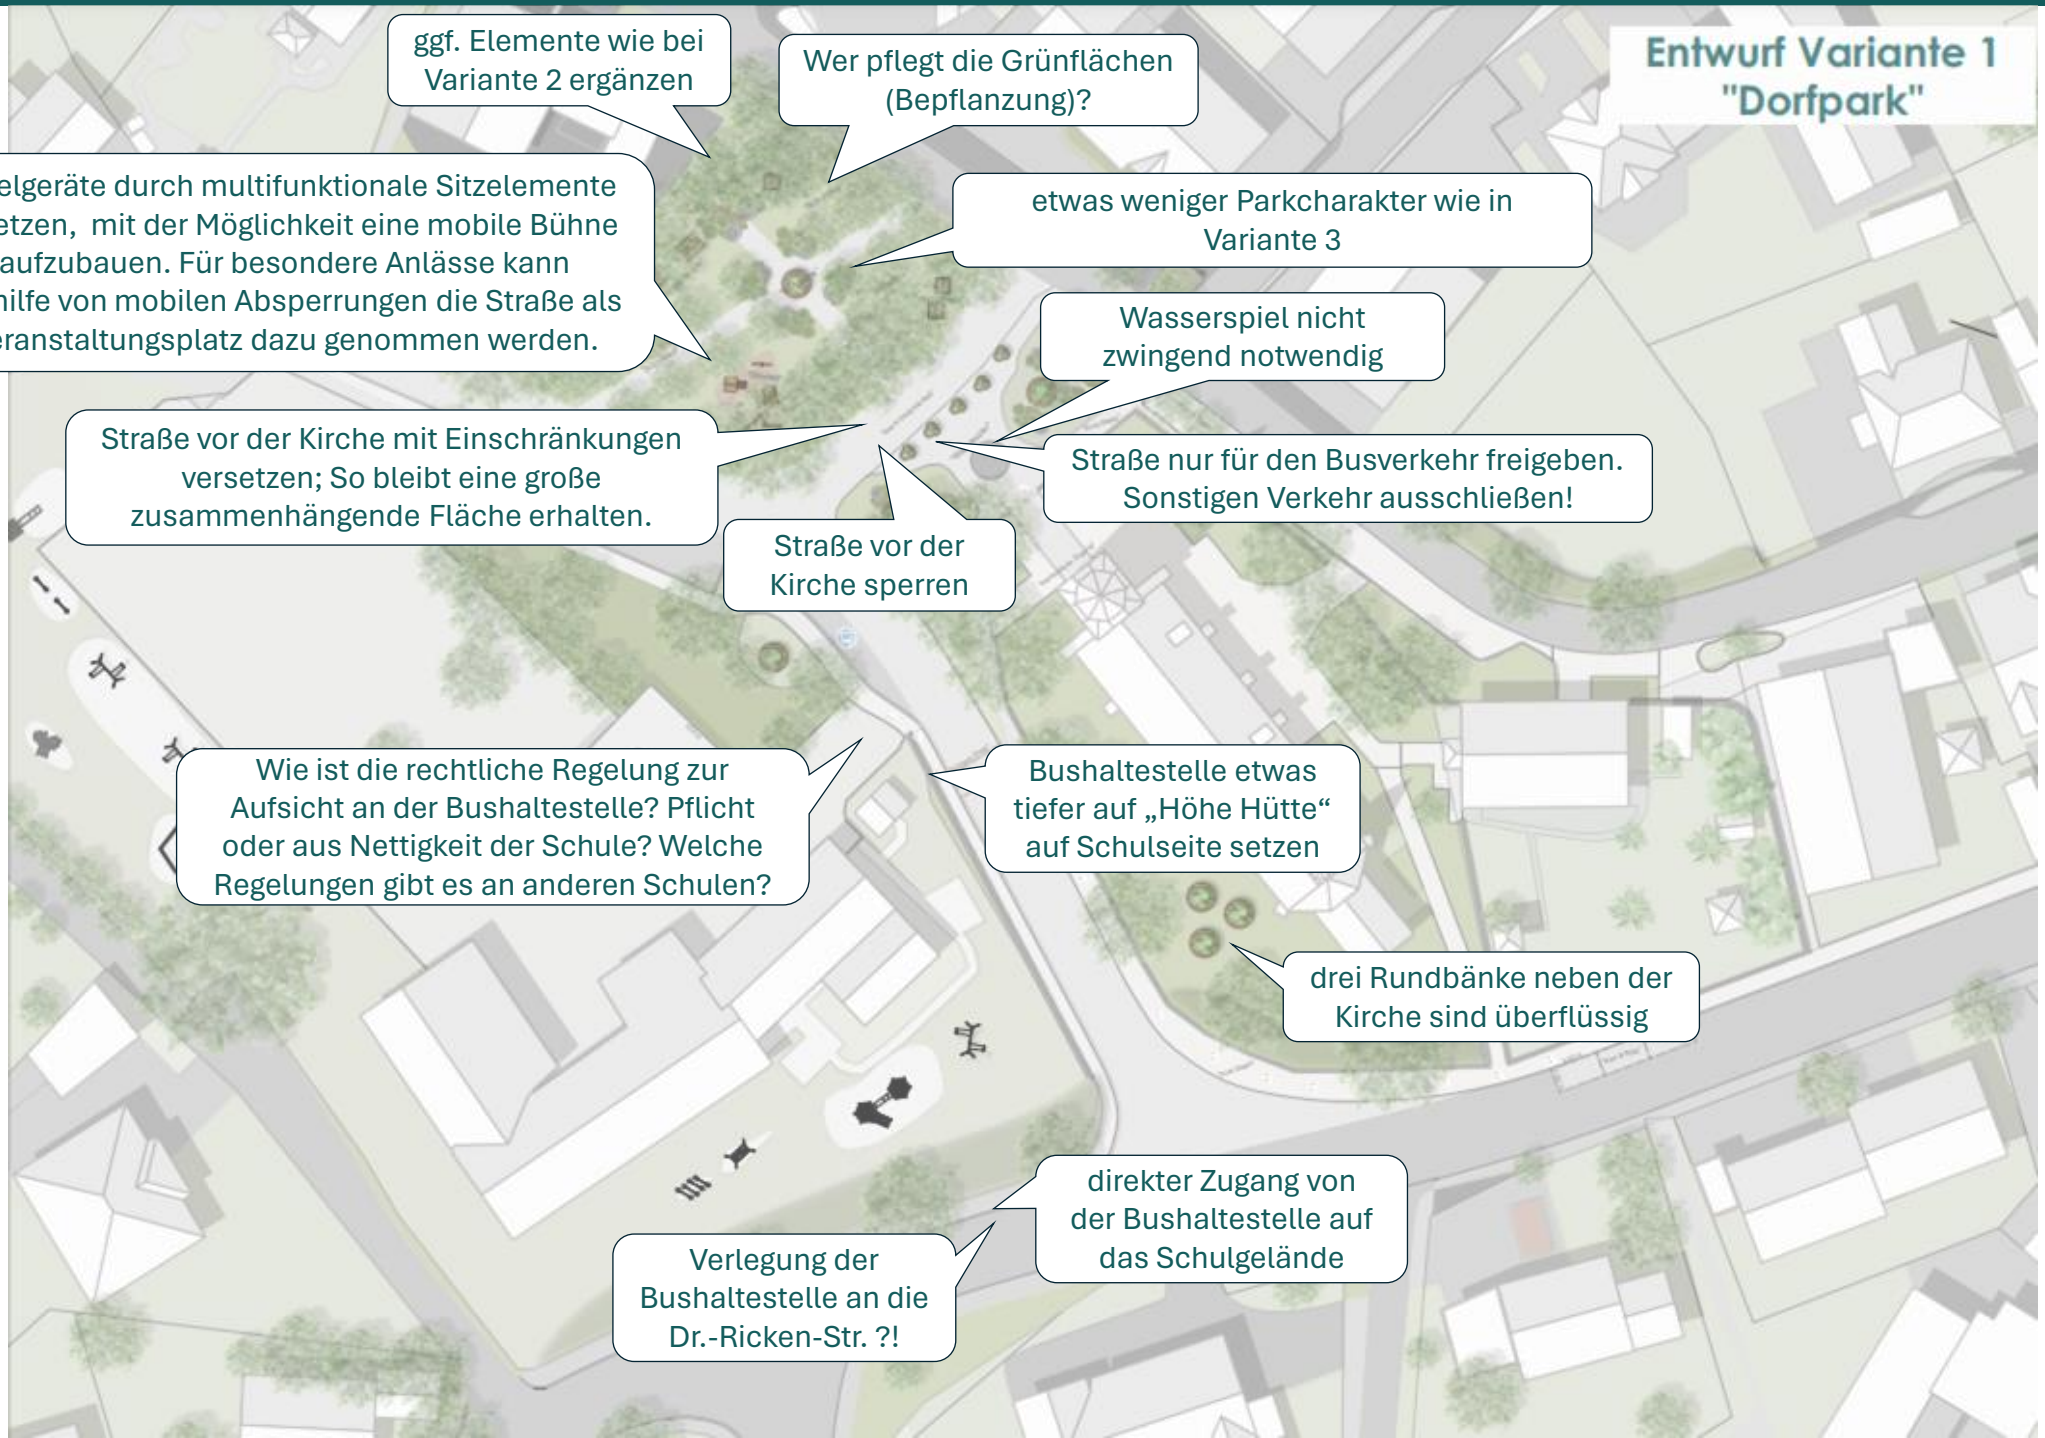 Entwurf Variante 1
"Dorfpark"
ggf. Elemente wie bei
Variante 2 ergänzen
Wer pflegt die Grünflächen
(Bepflanzung)?
elgeräte durch multifunktionale Sitzelemente
etzen, mit der Möglichkeit eine mobile Bühne
aufzubauen. Für besondere Anlässe kann
hilfe von mobilen Absperrungen die Straße als
eranstaltungsplatz dazu genommen werden.
etwas weniger Parkcharakter wie in
Variante 3
Wasserspiel nicht
zwingend notwendig
Straße vor der Kirche mit Einschränkungen
versetzen; So bleibt eine große
zusammenhängende Fläche erhalten.
Straße nur für den Busverkehr freigeben.
Sonstigen Verkehr ausschließen!
Straße vor der
Kirche sperren
Wie ist die rechtliche Regelung zur
Aufsicht an der Bushaltestelle? Pflicht
oder aus Nettigkeit der Schule? Welche
Regelungen gibt es an anderen Schulen?
Bushaltestelle etwas
tiefer auf „Höhe Hütte“
auf Schulseite setzen
drei Rundbänke neben der
Kirche sind überflüssig
direkter Zugang von
der Bushaltestelle auf
das Schulgelände
Verlegung der
Bushaltestelle an die
Dr.-Ricken-Str. ?!